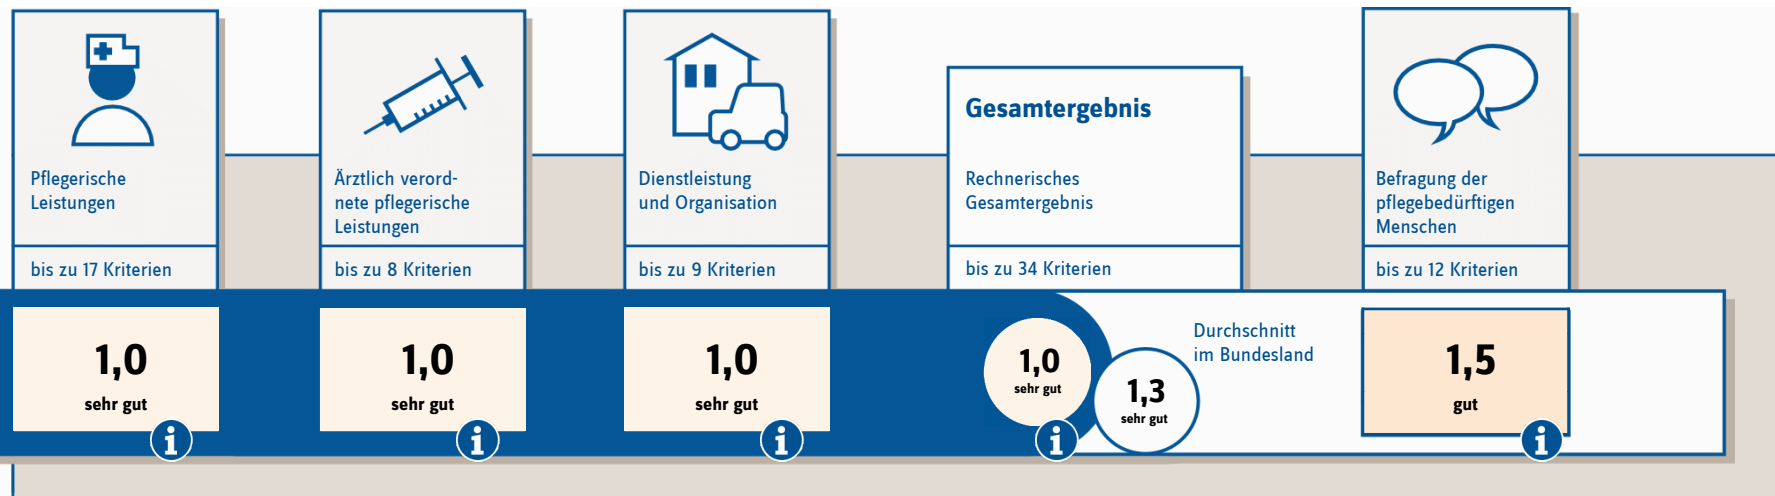 Pflegerische
Leistungen
bis zu 17 Kriterien
1,0
sehr gut
i
Ärztlich verord-
nete pflegerische
Leistungen
bis zu 8 Kriterien
1,0
sehr gut
i
Dienstleistung
und Organisation
bis zu 9 Kriterien
1,0
sehr gut
i
Gesamtergebnis
Rechnerisches
Gesamtergebnis
bis zu 34 Kriterien
1,0
sehr gut
i
1,3
sehr gut
Durchschnitt
im Bundesland
Befragung der
pflegebedürftigen
Menschen
bis zu 12 Kriterien
1,5
gut
i